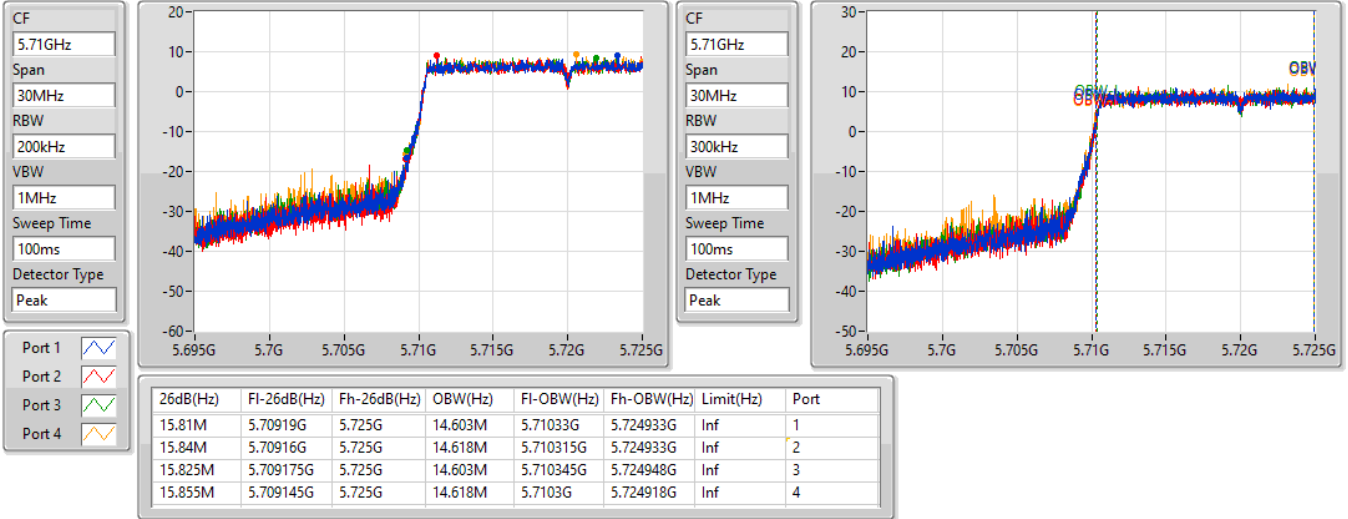 CF
5.71GHz
Span
30MHz
RBW
200kHz
VBW
1MHz
Sweep Time
100ms
Detector Type
Peak
20
10
0
-10
-20
-30
-40
-50
-60
5.695G 5.7G 5.705G 5.71G 5.715G 5.72G 5.725G
CF
5.71GHz
Span
30MHz
RBW
300kHz
VBW
1MHz
Sweep Time
100ms
Detector Type
Peak
30
20
10
0
-10
-20
-30
-40
-50
5.695G 5.7G 5.705G 5.71G 5.715G 5.72G 5.725G
Port 1
Port 2
Port 3
Port 4
26dB(Hz) Fl-26dB(Hz) Fh-26dB(Hz) OBW(Hz) Fl-OBW(Hz) Fh-OBW(Hz) Limit(Hz) Port
15.81M 5.70919G 5.725G 14.603M 5.71033G 5.724933G Inf 1
15.84M 5.70916G 5.725G 14.618M 5.710315G 5.724933G Inf 2
15.825M 5.709175G 5.725G 14.603M 5.710345G 5.724948G Inf 3
15.855M 5.709145G 5.725G 14.618M 5.7103G 5.724918G Inf 4